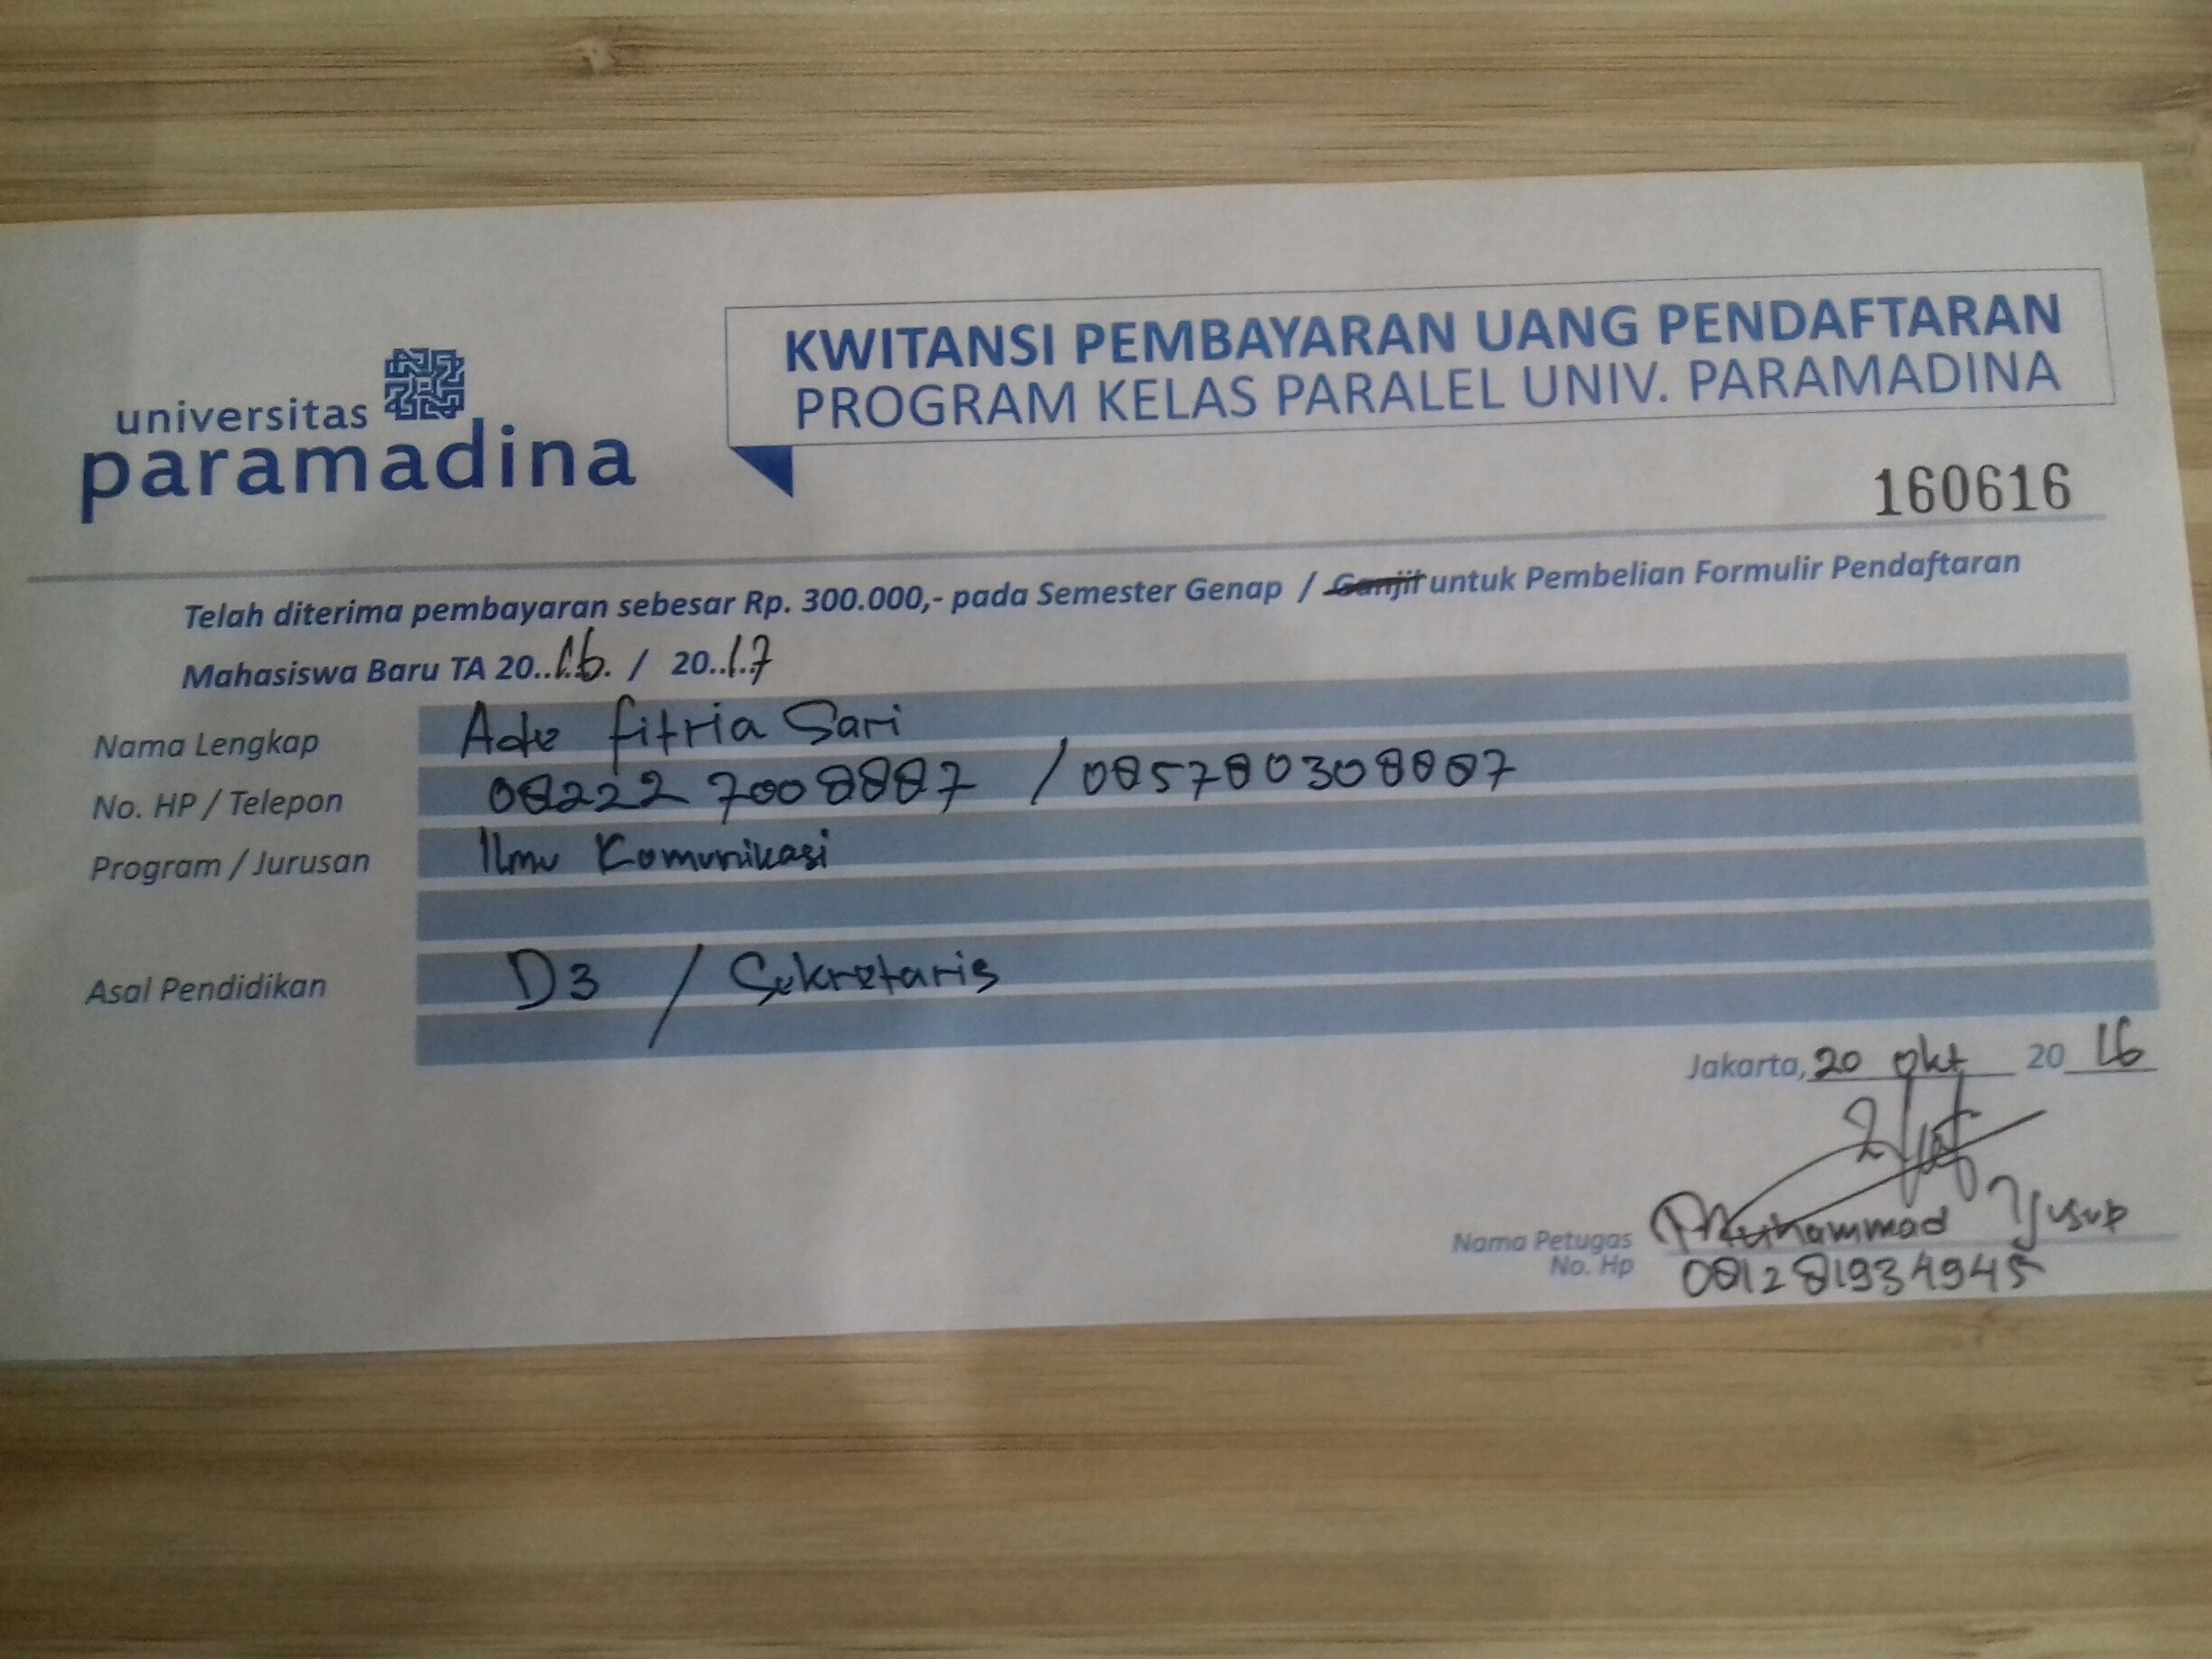 universitas
paramadina
KWITANSI PEMBAYARAN UANG PENDAFTARAN
PROGRAM KELAS PARALEL UNIV. PARAMADINA
160616
Telah diterima pembayaran sebesar Rp. 300.000,- pada Semester Genap / Ganjil untuk Pembelian Formulir Pendaftaran
Mahasiswa Baru TA 20..16. / 20..17
Nama Lengkap Ade fitria Sari
No. HP / Telepon 08222 7008887 / 085780308887
Program / Jurusan Ilmu Komunikasi
Asal Pendidikan D3 / Sekretaris
Jakarta, 20 okt 20 16
Nama Petugas Muhammad Yusup
No. Hp 081281934945